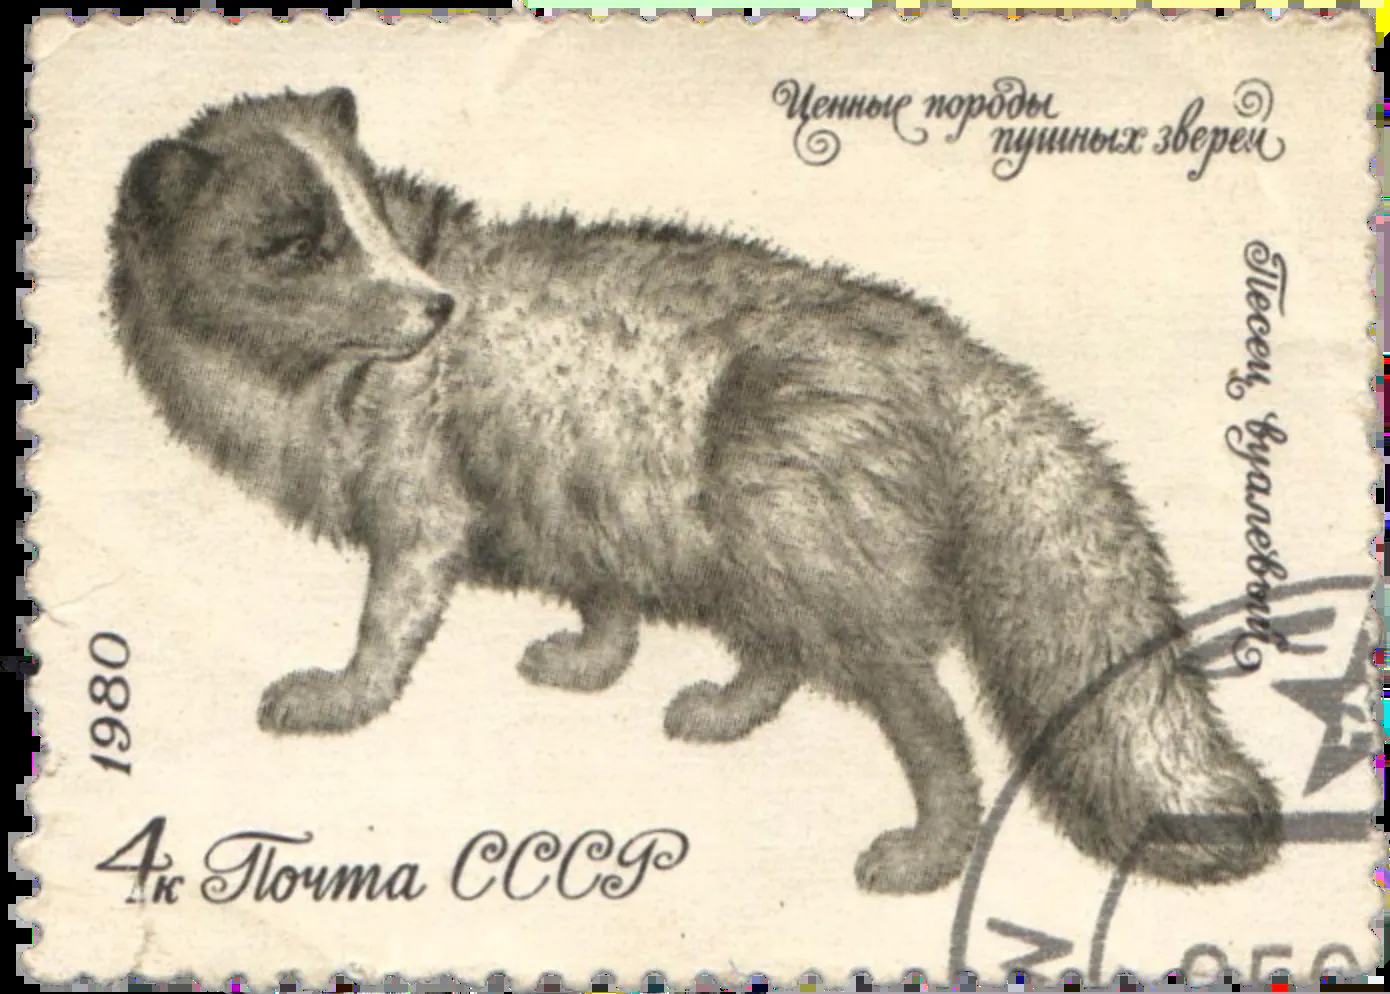 Ценные породы
пушных зверей
Песец вуалевый
1980
4к Почта СССР